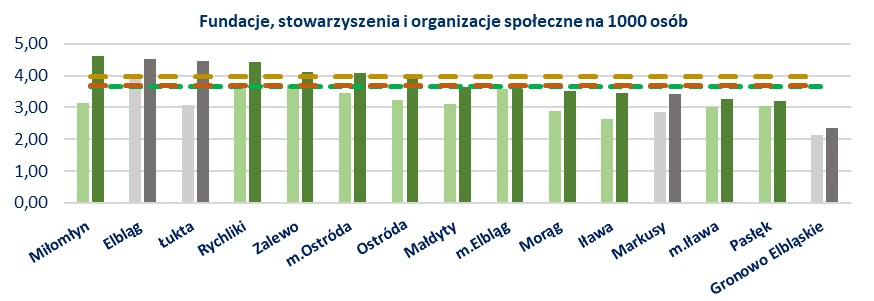 Fundacje, stowarzyszenia i organizacje społeczne na 1000 osób
5,00
4,00
3,00
2,00
1,00
0,00
Miłomłyn
Elbląg
Łukta
Rychliki
Zalewo
m.Ostróda
Ostróda
Małdyty
m.Elbląg
Morąg
Iława
Markusy
m.Iława
Pasłęk
Gronowo Elbląskie